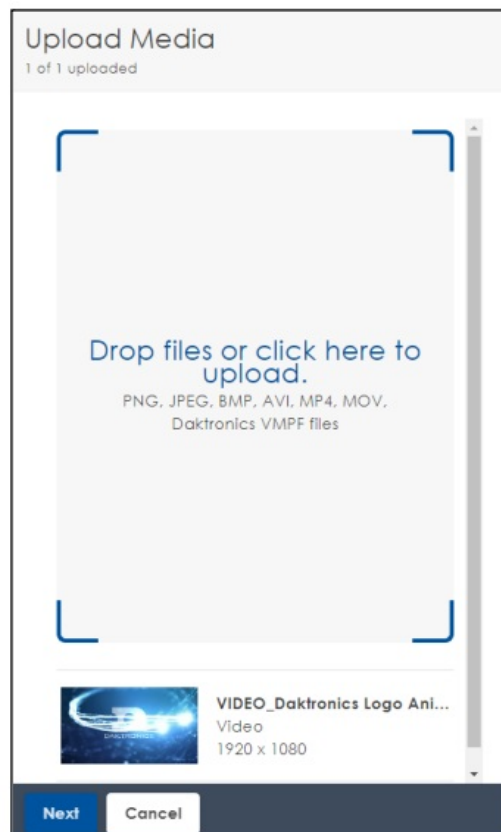 Upload Media
1 of 1 uploaded
Drop files or click here to
upload.
PNG, JPEG, BMP, AVI, MP4, MOV,
Daktronics VMPF files
VIDEO_Daktronics Logo Ani...
Video
1920 x 1080
DAKTRONICS
Next
Cancel